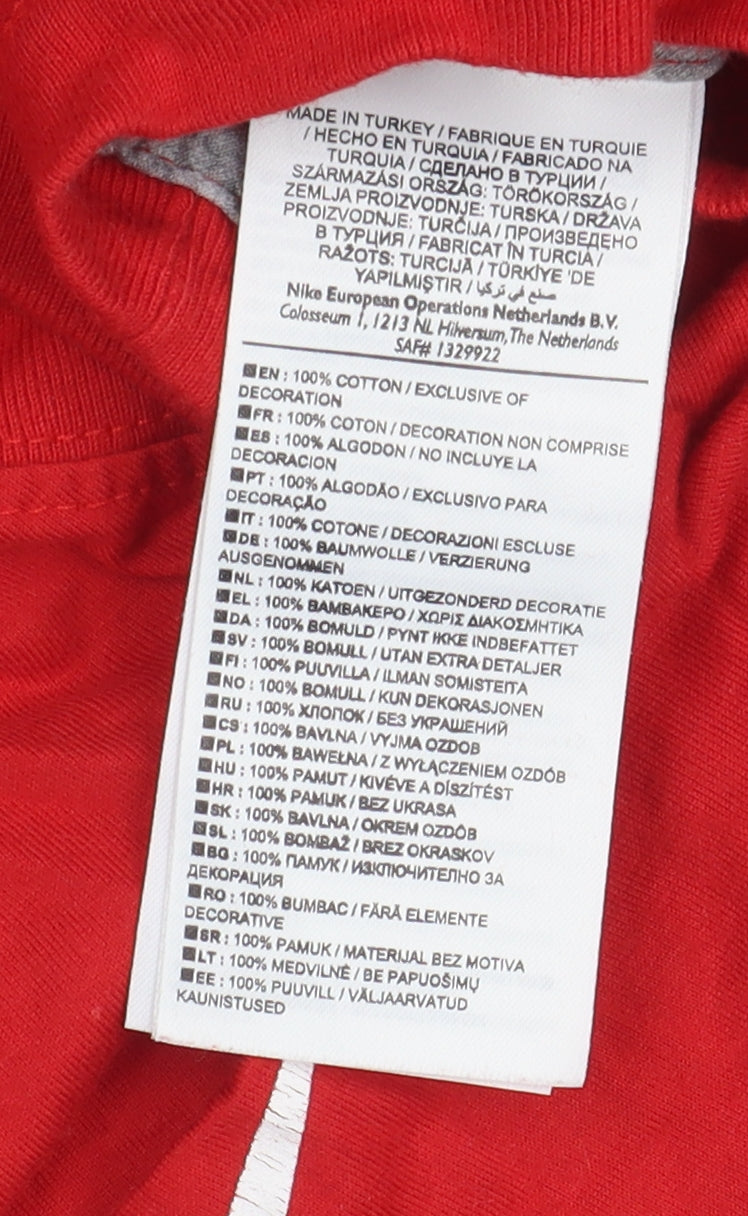 MADE IN TURKEY / FABRIQUE EN TURQUIE
/ HECHO EN TURQUIA / FABRICADO NA
TURQUIA / СДЕЛАНО В ТУРЦИИ /
SZÁRMAZÁSI ORSZÁG: TÖRÖKORSZÁG /
ZEMLJA PROIZVODNJE: TURSKA / DRŽAVA
PROIZVODNJE: TURČIJA / ПРОИЗВЕДЕНО
В ТУРЦИЯ / FABRICAT ÎN TURCIA /
RAŽOTS: TURCIJĀ / TÜRKİYE 'DE
YAPILMIŞTIR / صنع في تركيا
Nike European Operations Netherlands B.V.
Colosseum 1, 1213 NL Hilversum, The Netherlands
SAF# 1329922
EN : 100% COTTON / EXCLUSIVE OF
DECORATION
FR : 100% COTON / DECORATION NON COMPRISE
ES : 100% ALGODON / NO INCLUYE LA
DECORACION
PT : 100% ALGODÃO / EXCLUSIVO PARA
DECORAÇÃO
IT : 100% COTONE / DECORAZIONI ESCLUSE
DE : 100% BAUMWOLLE / VERZIERUNG
AUSGENOMMEN
NL : 100% KATOEN / UITGEZONDERD DECORATIE
EL : 100% ΒΑΜΒΑΚΕΡΟ / ΧΩΡΙΣ ΔΙΑΚΟΣΜΗΤΙΚΑ
DA : 100% BOMULD / PYNT IKKE INDBEFATTET
SV : 100% BOMULL / UTAN EXTRA DETALJER
FI : 100% PUUVILLA / ILMAN SOMISTEITA
NO : 100% BOMULL / KUN DEKORASJONEN
RU : 100% ХЛОПОК / БЕЗ УКРАШЕНИЙ
CS : 100% BAVLNA / VYJMA OZDOB
PL : 100% BAWEŁNA / Z WYŁĄCZENIEM OZDÓB
HU : 100% PAMUT / KIVÉVE A DÍSZÍTÉST
HR : 100% PAMUK / BEZ UKRASA
SK : 100% BAVLNA / OKREM OZDÔB
SL : 100% BOMBAŽ / BREZ OKRASKOV
BG : 100% ПАМУК / ИЗКЛЮЧИТЕЛНО ЗА
ДЕКОРАЦИЯ
RO : 100% BUMBAC / FĂRĂ ELEMENTE
DECORATIVE
SR : 100% PAMUK / MATERIJAL BEZ MOTIVA
LT : 100% MEDVILNĖ / BE PAPUOŠIMŲ
EE : 100% PUUVILL / VÄLJAARVATUD
KAUNISTUSED